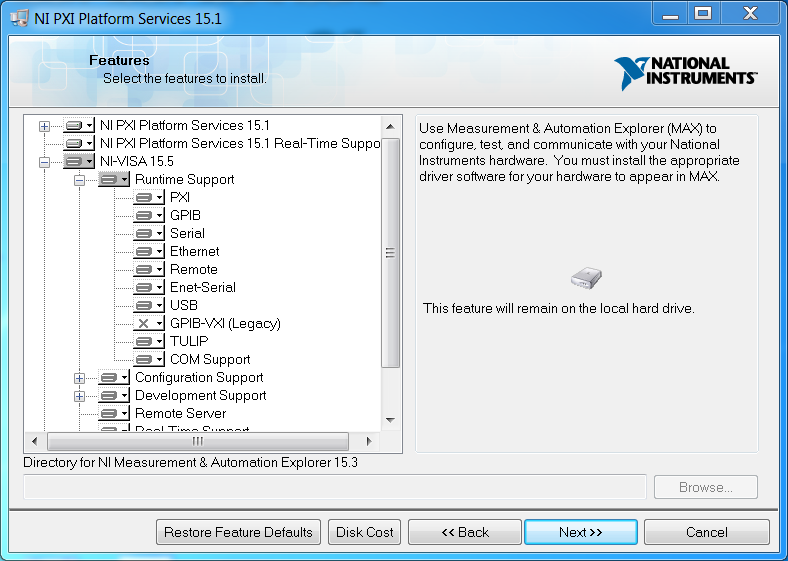 NI PXI Platform Services 15.1
Features
Select the features to install.
NATIONAL
INSTRUMENTS™
NI PXI Platform Services 15.1
NI PXI Platform Services 15.1 Real-Time Suppo
NI-VISA 15.5
Runtime Support
PXI
GPIB
Serial
Ethernet
Remote
Enet-Serial
USB
GPIB-VXI (Legacy)
TULIP
COM Support
Configuration Support
Development Support
Remote Server
Real-Time Support
Use Measurement & Automation Explorer (MAX) to
configure, test, and communicate with your National
Instruments hardware. You must install the appropriate
driver software for your hardware to appear in MAX.
This feature will remain on the local hard drive.
Directory for NI Measurement & Automation Explorer 15.3
Browse...
Restore Feature Defaults
Disk Cost
<< Back
Next >>
Cancel